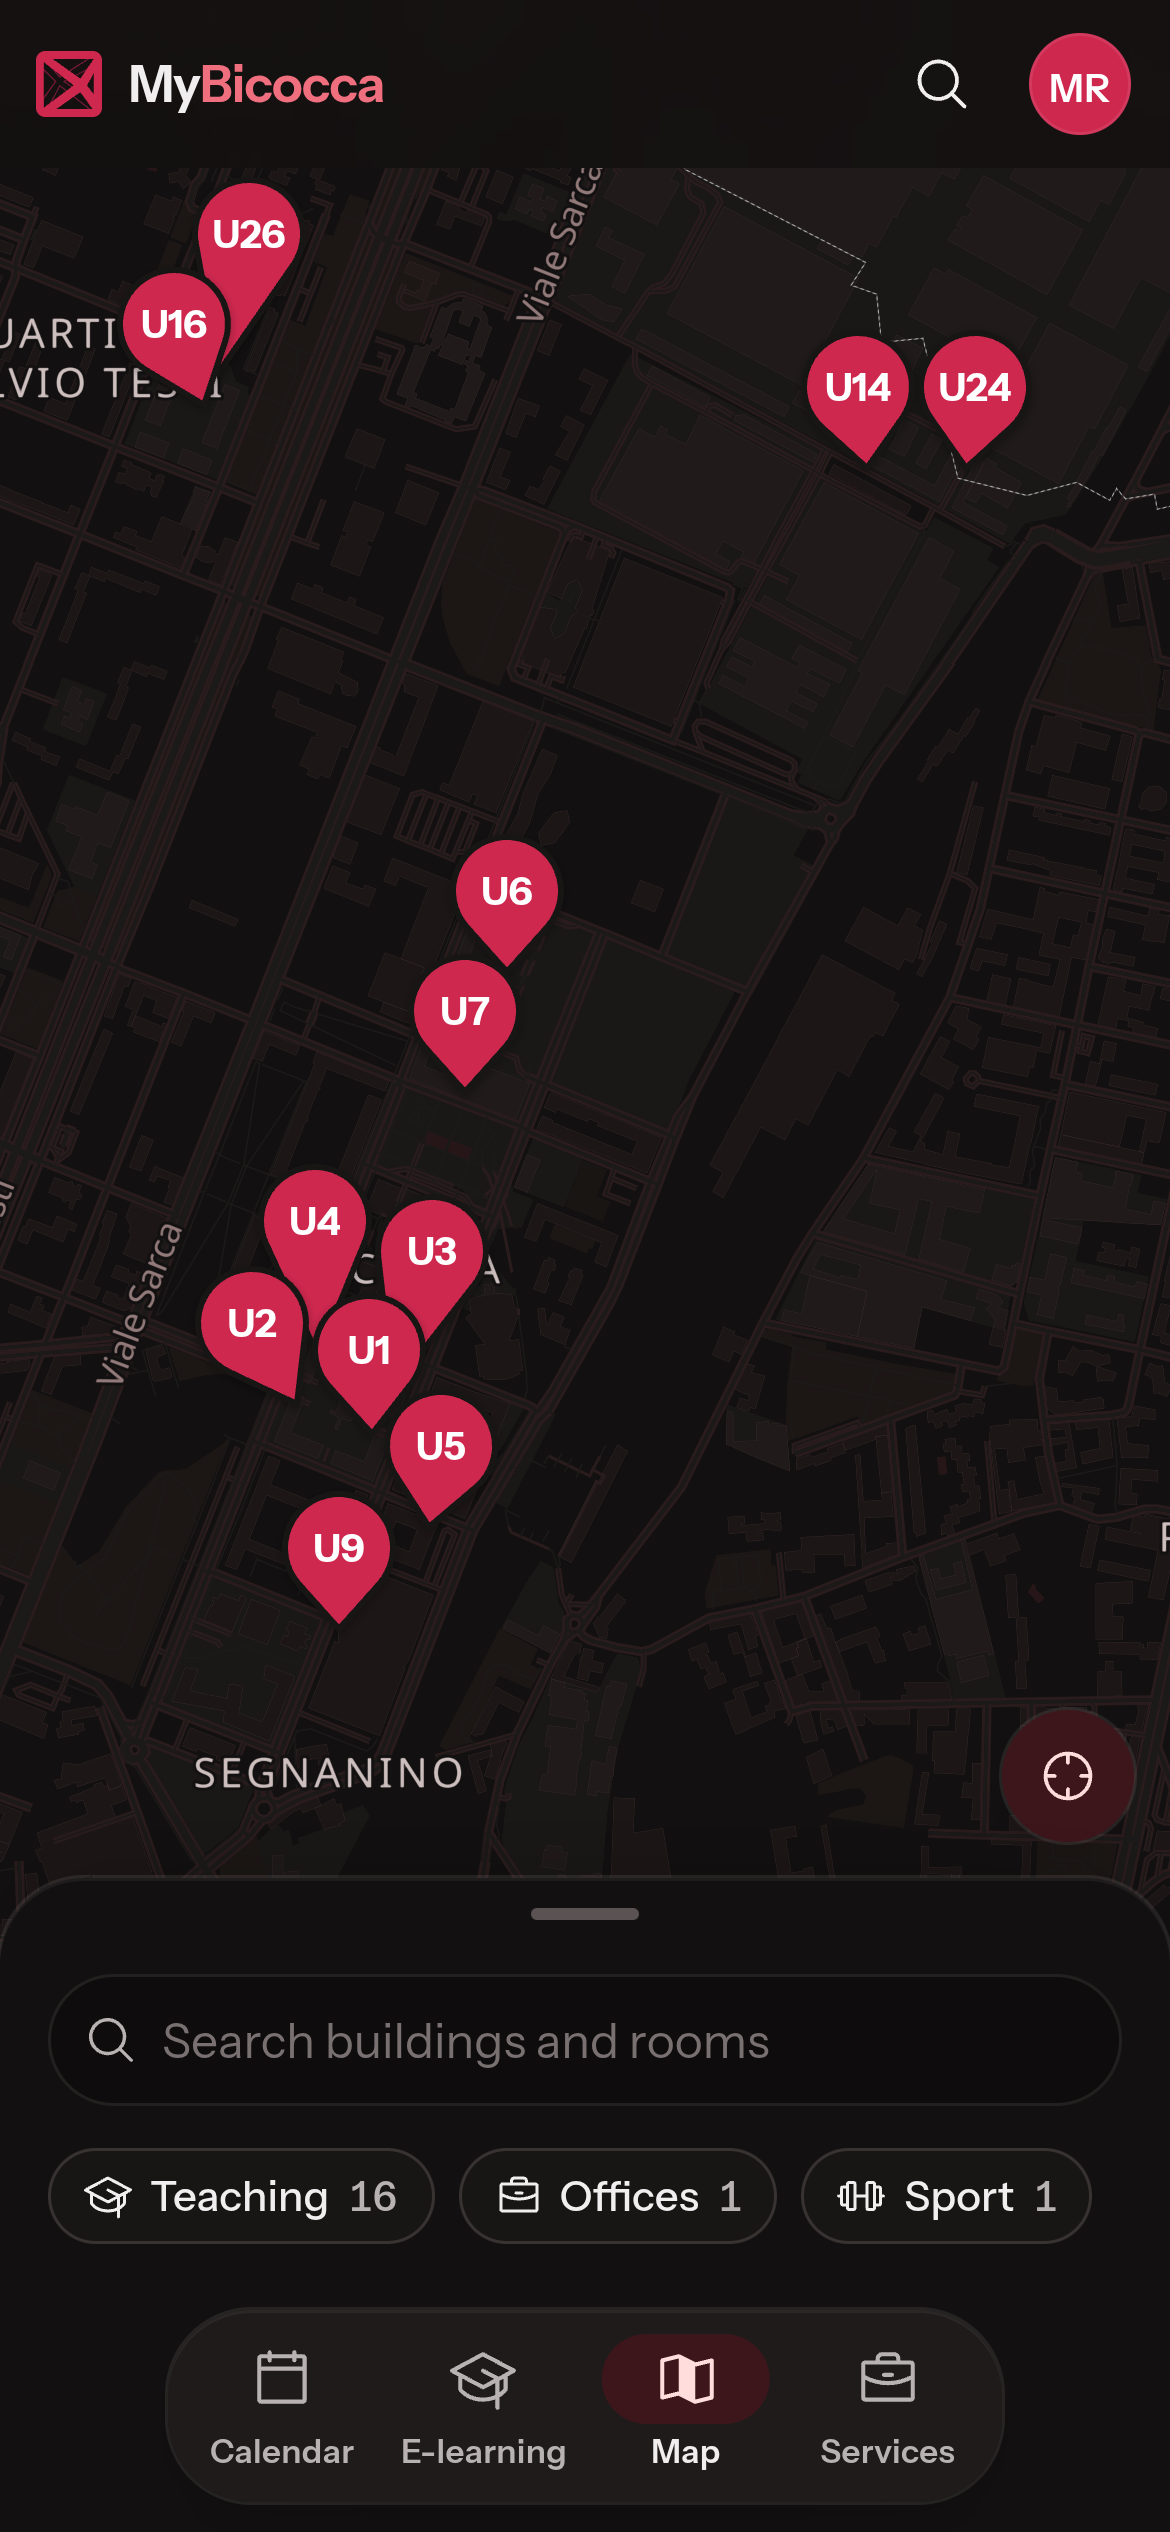 MyBicocca
MR
Viale Sarca
U26
U16
U14
U24
U6
U7
U4
U3
U2
U1
Viale Sarca
U5
U9
SEGNANINO
Search buildings and rooms
Teaching 16
Offices 1
Sport 1
Calendar
E-learning
Map
Services